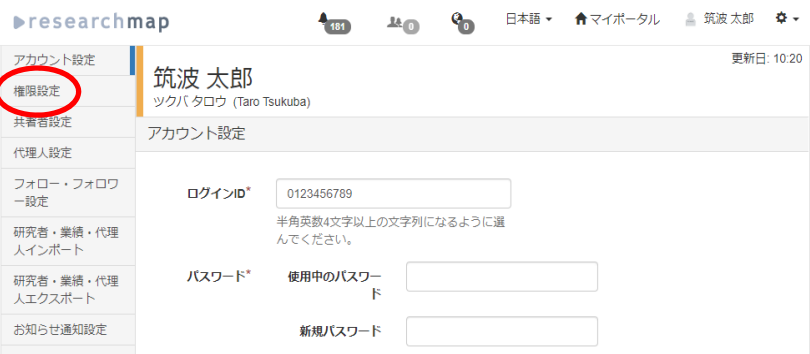 researchmap
181
0
0
日本語
マイポータル
筑波 太郎
アカウント設定
権限設定
共著者設定
代理人設定
フォロー・フォロワ
ー設定
研究者・業績・代理
人インポート
研究者・業績・代理
人エクスポート
お知らせ通知設定
更新日: 10:20
筑波 太郎
ツクバ タロウ (Taro Tsukuba)
アカウント設定
ログインID*
0123456789
半角英数4文字以上の文字列になるように選
んでください。
パスワード*
使用中のパスワー
ド
新規パスワード